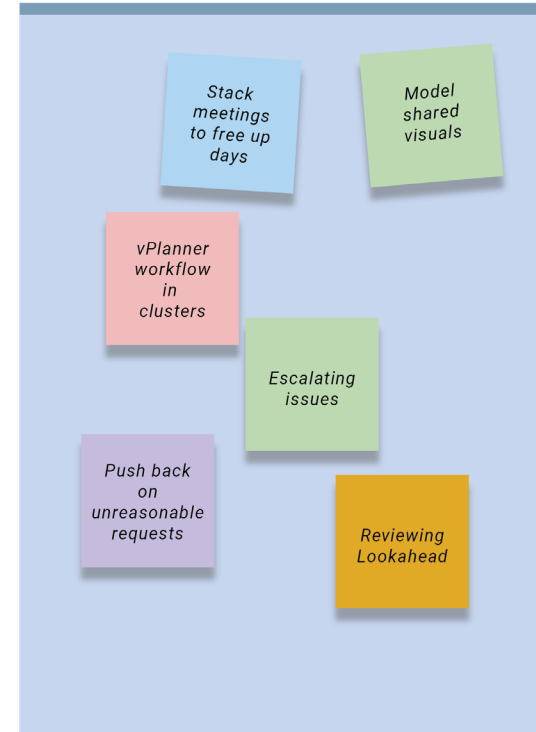 Stack
meetings
to free up
days
Model
shared
visuals
vPlanner
workflow
in
clusters
Escalating
issues
Push back
on
unreasonable
requests
Reviewing
Lookahead